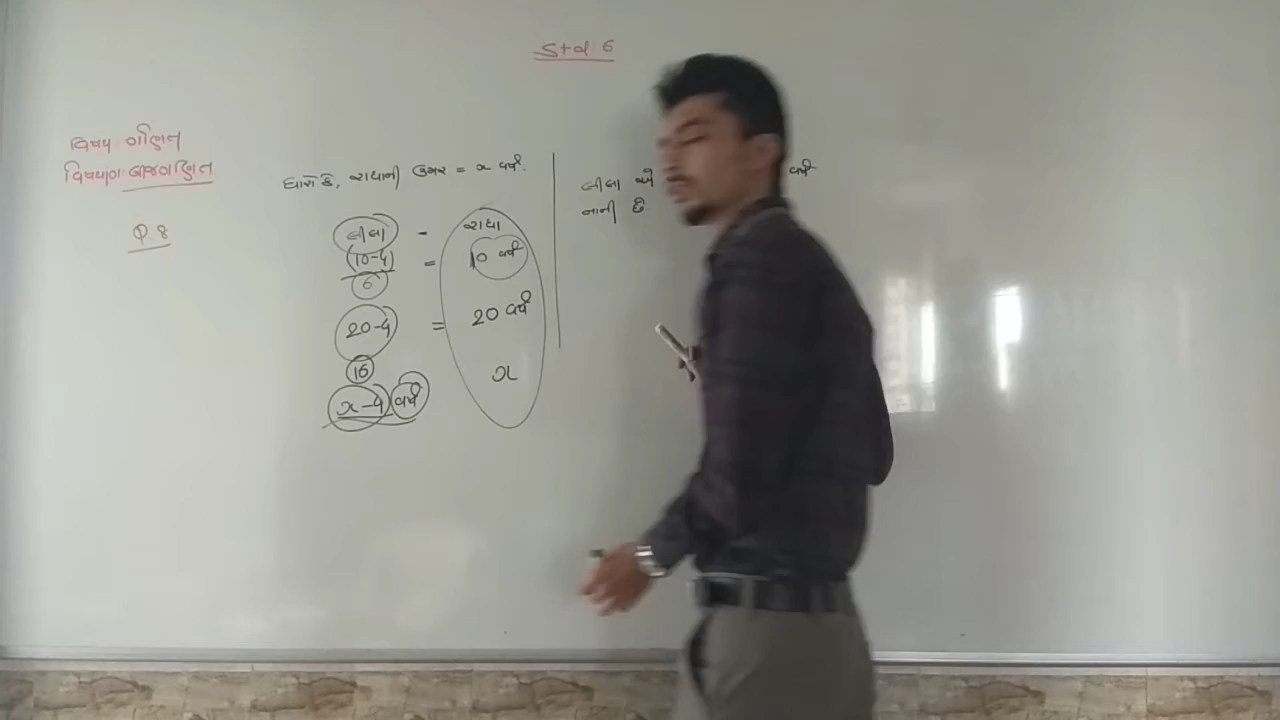 Std 6
વિષય: ગણિત
વિષયાંગ: બીજગણિત
Q 8
ધારો કે, રાધાની ઉંમર = x વર્ષ.
લીલા - રાધા
(10-4) = 10 વર્ષ
6
20-4 = 20 વર્ષ
16
x-4 વર્ષ x
લીલા એ વર્ષ
નાની છે